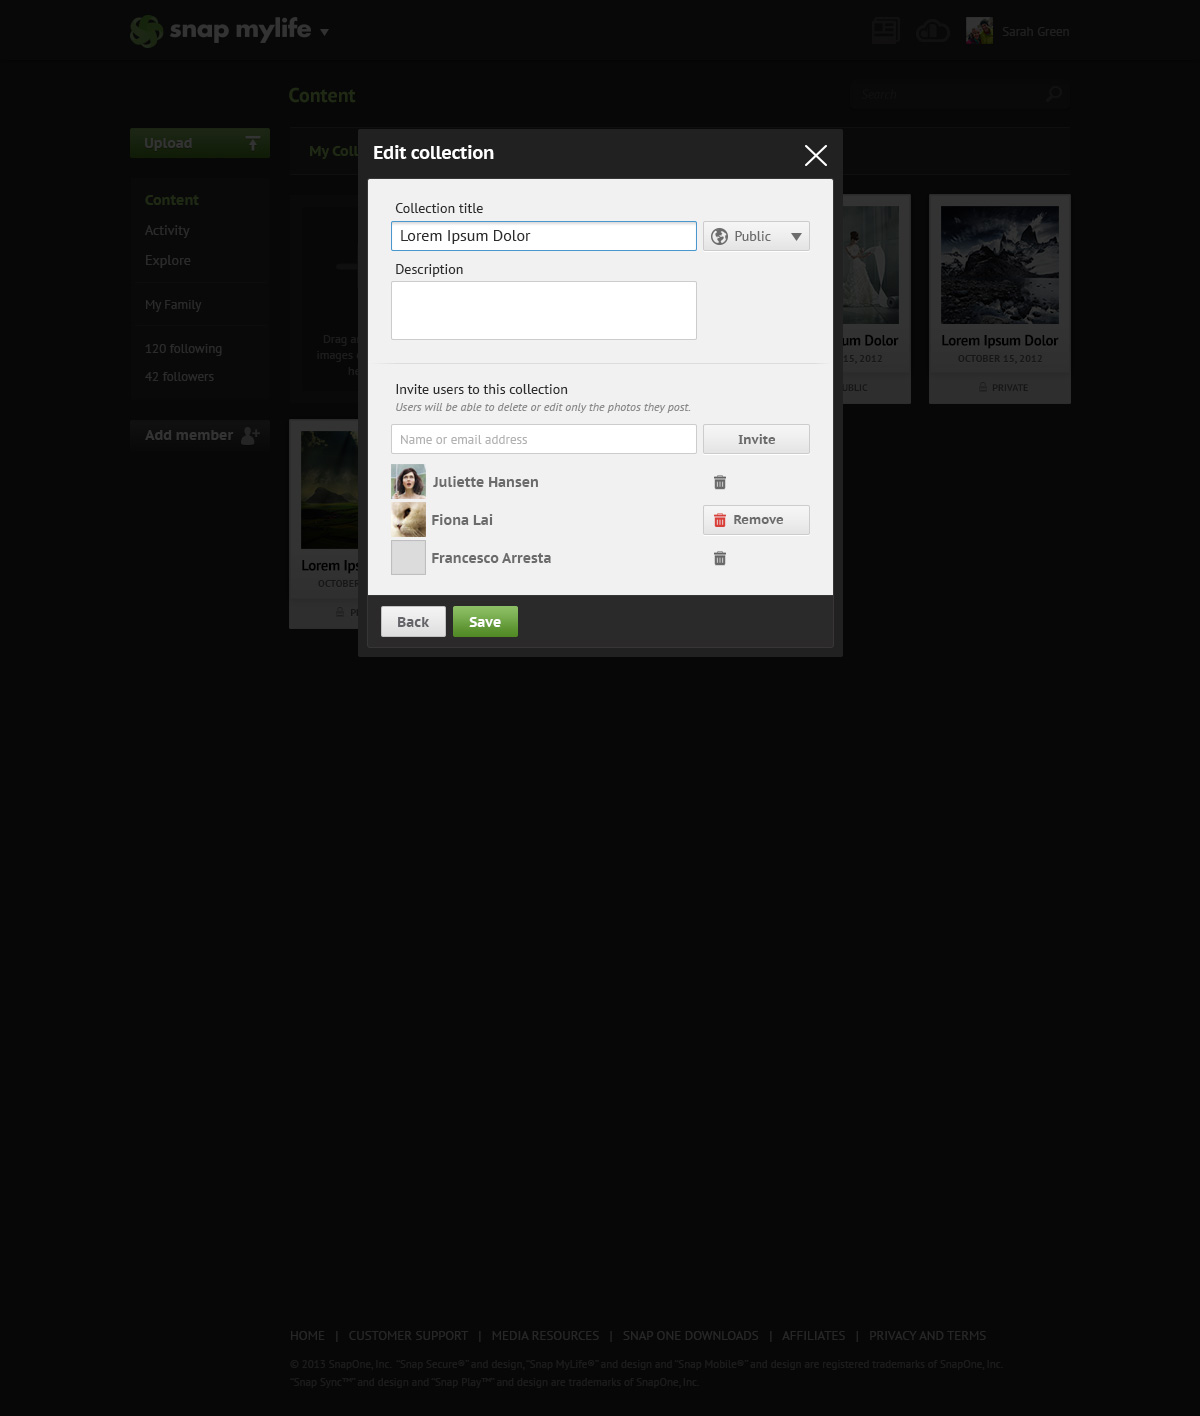 snap mylife
Sarah Green
Content
Search
Upload
My Coll
Edit collection
Content
Activity
Explore
My Family
120 following
42 followers
Add member
Collection title
Lorem Ipsum Dolor
Public
Description
Invite users to this collection
Users will be able to delete or edit only the photos they post.
Name or email address
Invite
Juliette Hansen
Fiona Lai
Remove
Francesco Arresta
Back
Save
Drag a
images
he
um Dolor
15, 2012
UBLIC
Lorem Ipsum Dolor
OCTOBER 15, 2012
PRIVATE
Lorem Ips
OCTOBER
P
HOME | CUSTOMER SUPPORT | MEDIA RESOURCES | SNAP ONE DOWNLOADS | AFFILIATES | PRIVACY AND TERMS
© 2013 SnapOne, Inc. "Snap Secure®" and design, "Snap MyLife®" and design and "Snap Mobile®" and design are registered trademarks of SnapOne, Inc.
"Snap Sync™" and design and "Snap Play™" and design are trademarks of SnapOne, Inc.